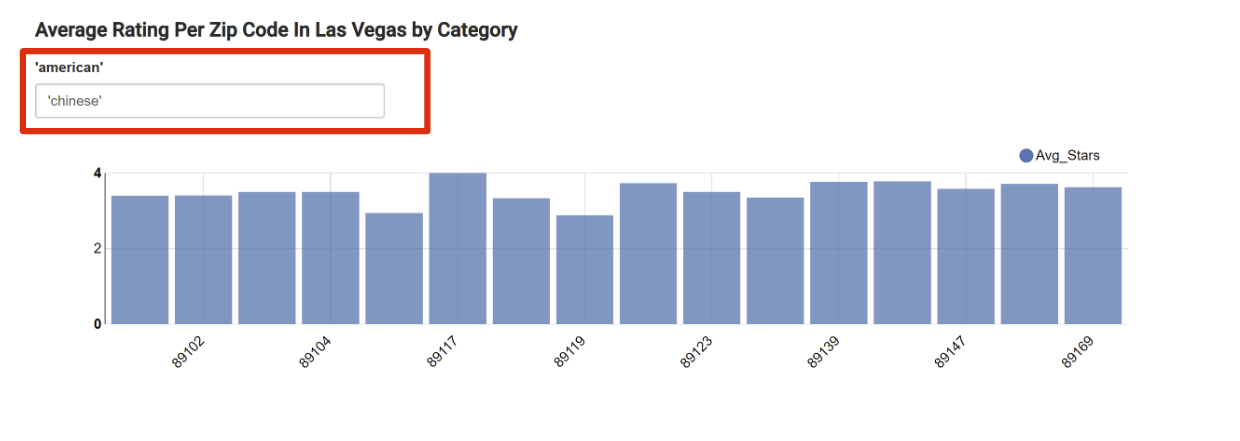 Average Rating Per Zip Code In Las Vegas by Category
'american'
'chinese'
Avg_Stars
4
2
0
89102
89104
89117
89119
89123
89139
89147
89169